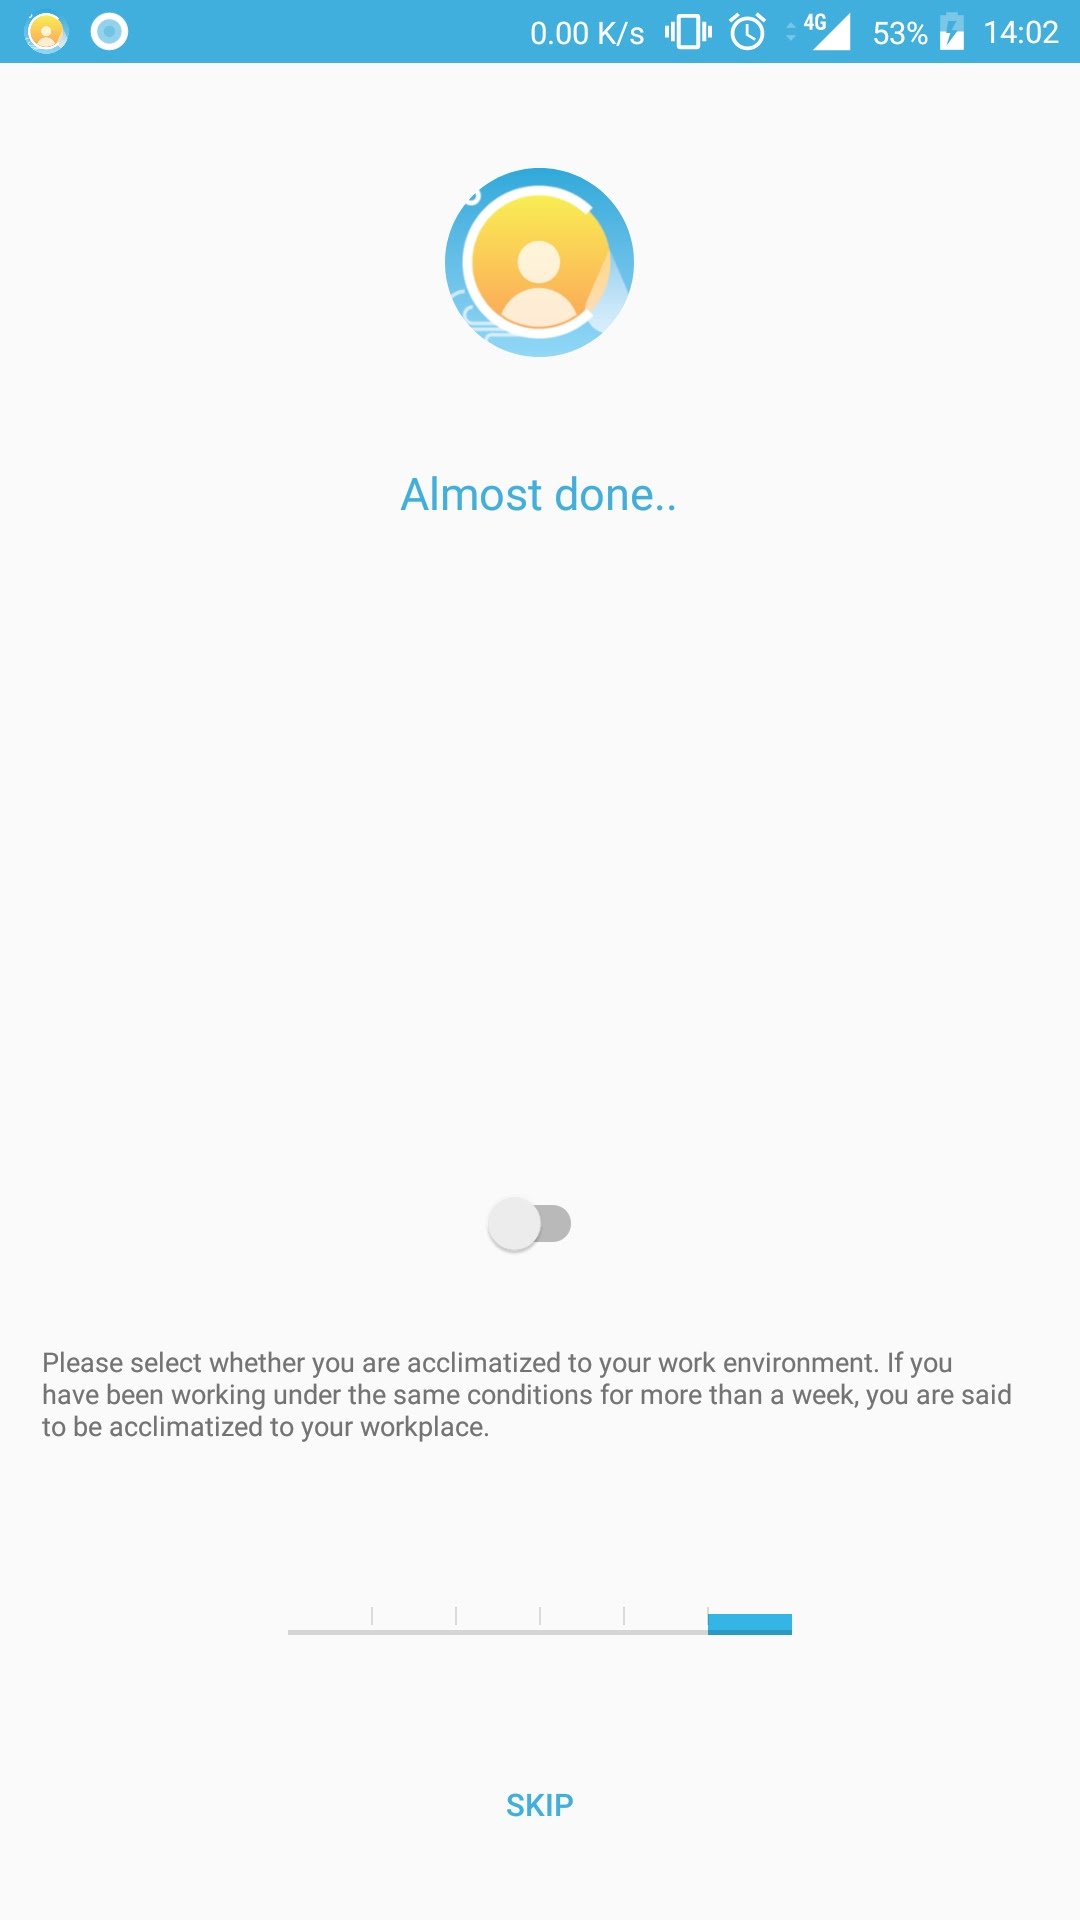 0.00 K/s 4G 53% 14:02
Almost done..
Please select whether you are acclimatized to your work environment. If you
have been working under the same conditions for more than a week, you are said
to be acclimatized to your workplace.
SKIP